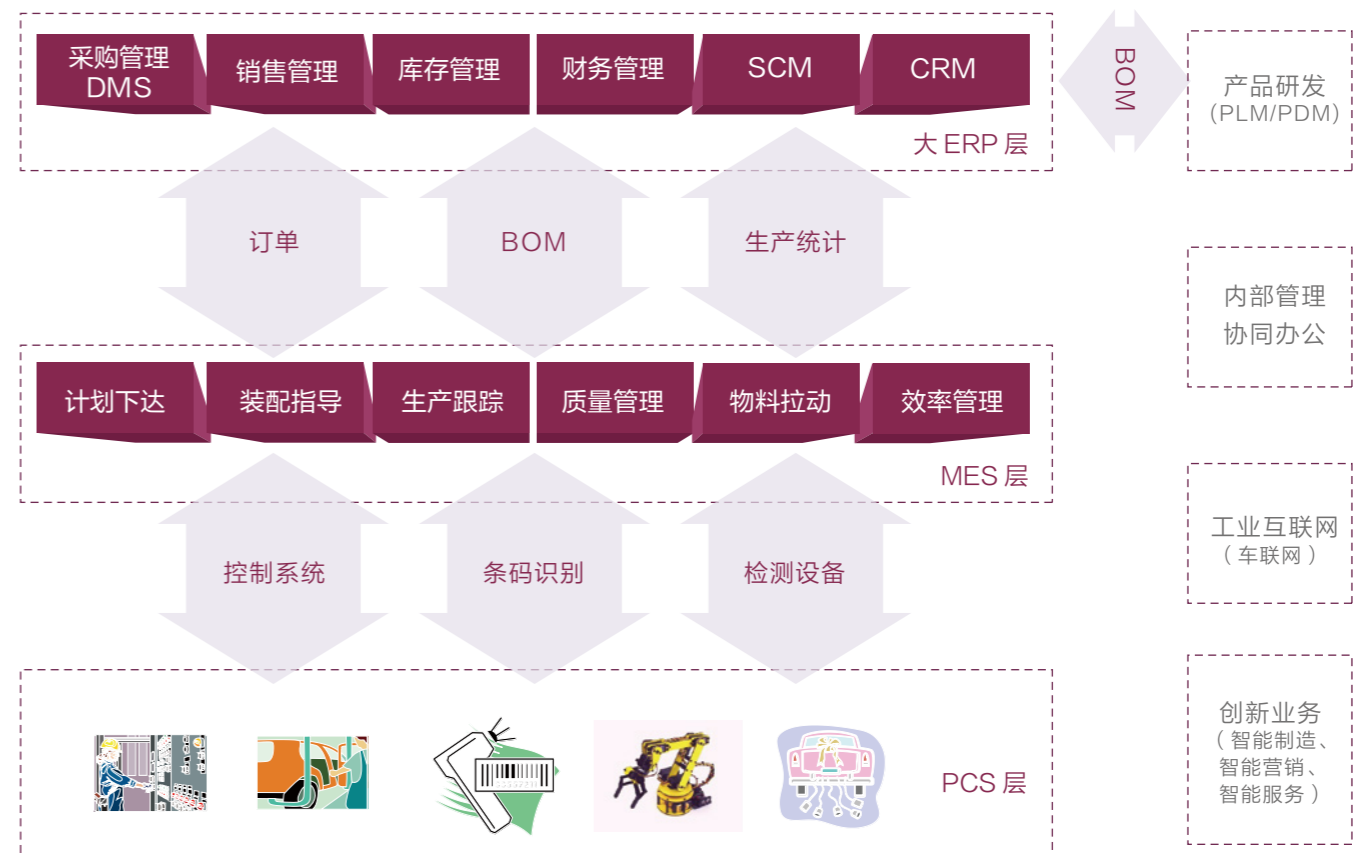 采购管理
DMS
销售管理
库存管理
财务管理
SCM
CRM
大 ERP 层
BOM
产品研发
(PLM/PDM)
订单
BOM
生产统计
内部管理
协同办公
计划下达
装配指导
生产跟踪
质量管理
物料拉动
效率管理
MES 层
工业互联网
（车联网）
控制系统
条码识别
检测设备
创新业务
（智能制造、
智能营销、
智能服务）
PCS 层